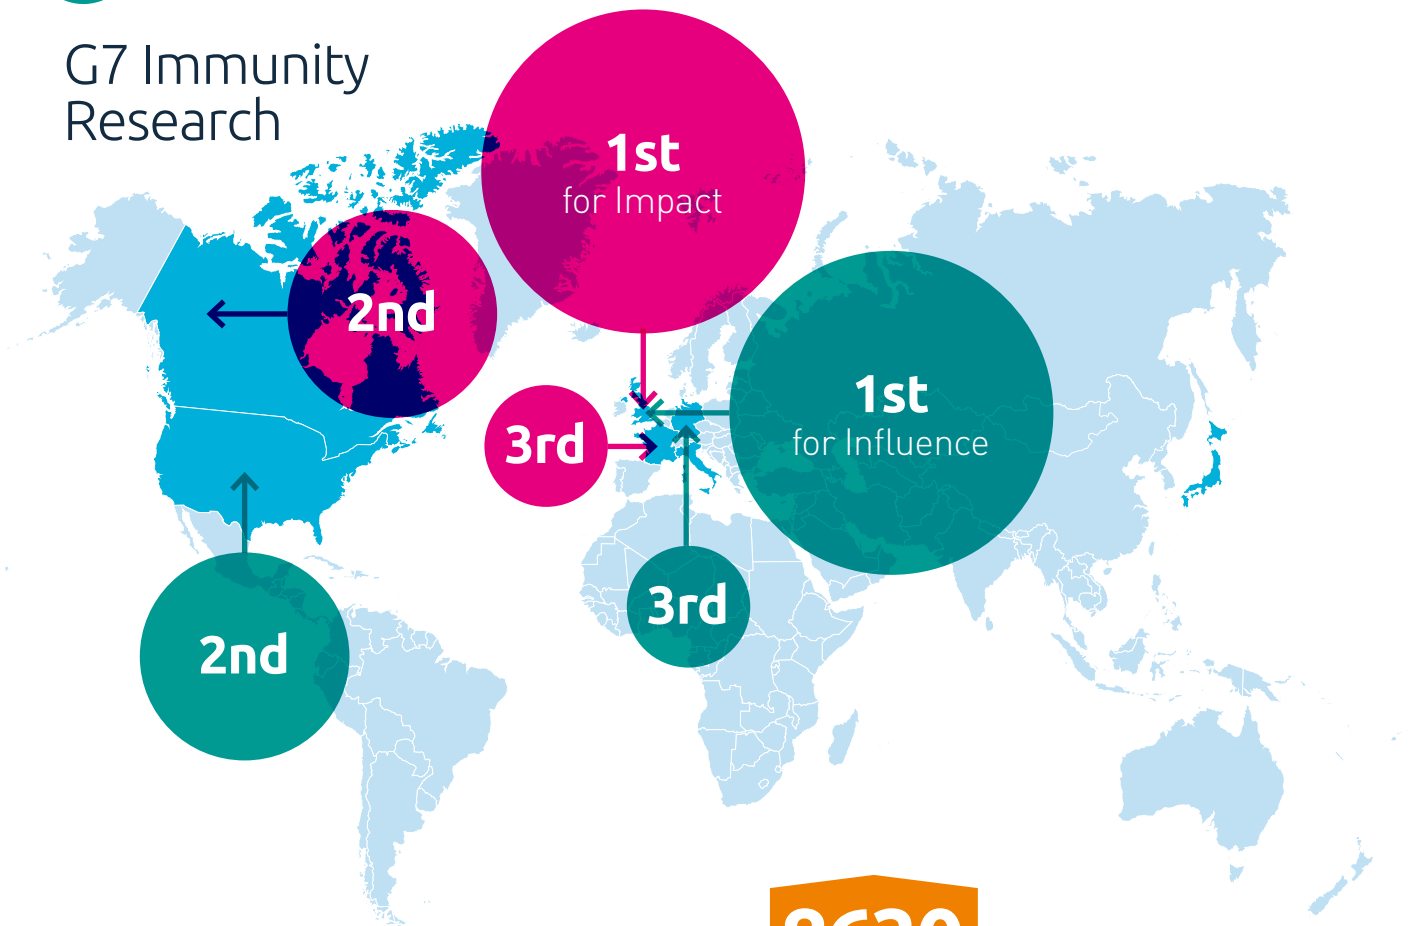 G7 Immunity
Research
1st
for Impact
2nd
1st
for Influence
3rd
3rd
2nd